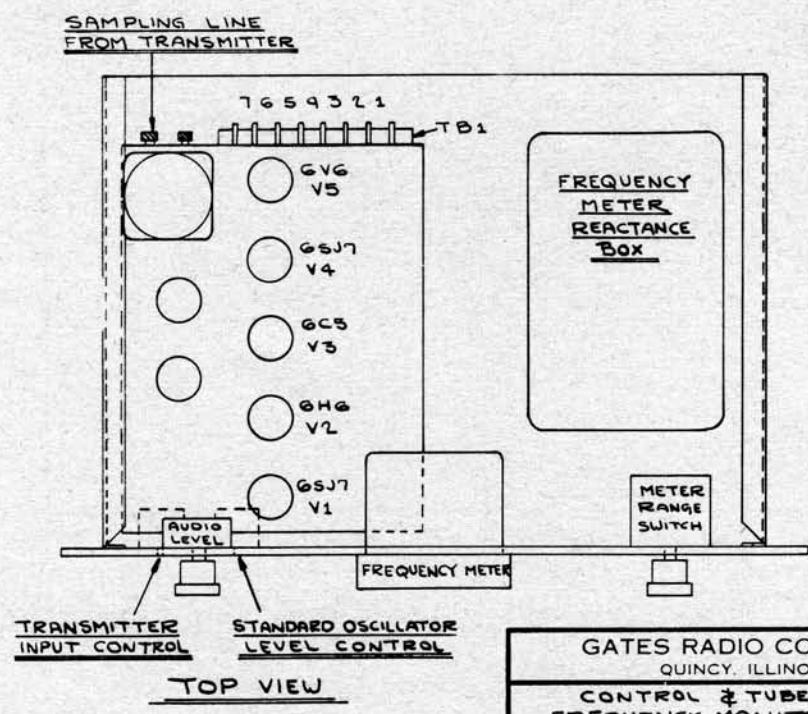 SAMPLING LINE
FROM TRANSMITTER
7 6 5 4 3 2 1
TB1
6V6
V5
6SJ7
V4
6C5
V3
6H6
V2
6SJ7
V1
FREQUENCY
METER
REACTANCE
BOX
AUDIO
LEVEL
METER
RANGE
SWITCH
FREQUENCY METER
TRANSMITTER
INPUT CONTROL
STANDARD OSCILLATOR
LEVEL CONTROL
TOP VIEW
GATES RADIO CO
QUINCY, ILLINO
CONTROL & TUBE